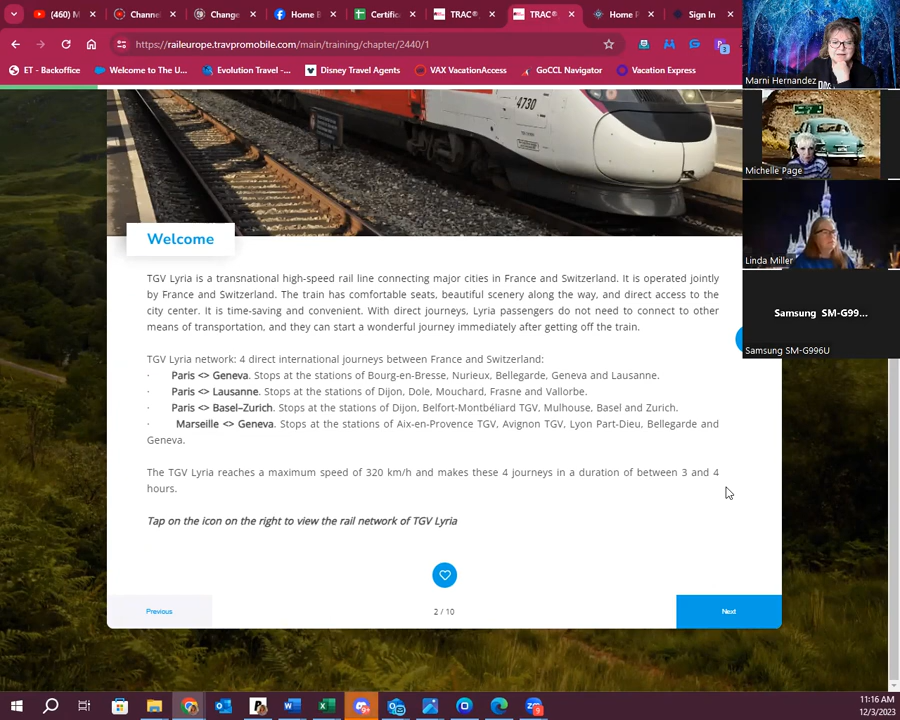 (460) M
Channel
Change
Home B
Certific
TRAC®
TRAC®
Home P
Sign In
https://raileurope.travpromobile.com/main/training/chapter/2440/1
3
ET - Backoffice
Welcome to The U...
Evolution Travel -...
Disney Travel Agents
VAX VacationAccess
GoCCL Navigator
Vacation Express
Marni Hernandez
Michelle Page
Linda Miller
Samsung SM-G99...
Samsung SM-G996U
4730
Welcome
TGV Lyria is a transnational high-speed rail line connecting major cities in France and Switzerland. It is operated jointly
by France and Switzerland. The train has comfortable seats, beautiful scenery along the way, and direct access to the
city center. It is time-saving and convenient. With direct journeys, Lyria passengers do not need to connect to other
means of transportation, and they can start a wonderful journey immediately after getting off the train.
TGV Lyria network: 4 direct international journeys between France and Switzerland:
· Paris <> Geneva. Stops at the stations of Bourg-en-Bresse, Nurieux, Bellegarde, Geneva and Lausanne.
· Paris <> Lausanne. Stops at the stations of Dijon, Dole, Mouchard, Frasne and Vallorbe.
· Paris <> Basel–Zurich. Stops at the stations of Dijon, Belfort-Montbéliard TGV, Mulhouse, Basel and Zurich.
· Marseille <> Geneva. Stops at the stations of Aix-en-Provence TGV, Avignon TGV, Lyon Part-Dieu, Bellegarde and
Geneva.
The TGV Lyria reaches a maximum speed of 320 km/h and makes these 4 journeys in a duration of between 3 and 4
hours.
Tap on the icon on the right to view the rail network of TGV Lyria
Previous
2 / 10
Next
11:16 AM
12/3/2023